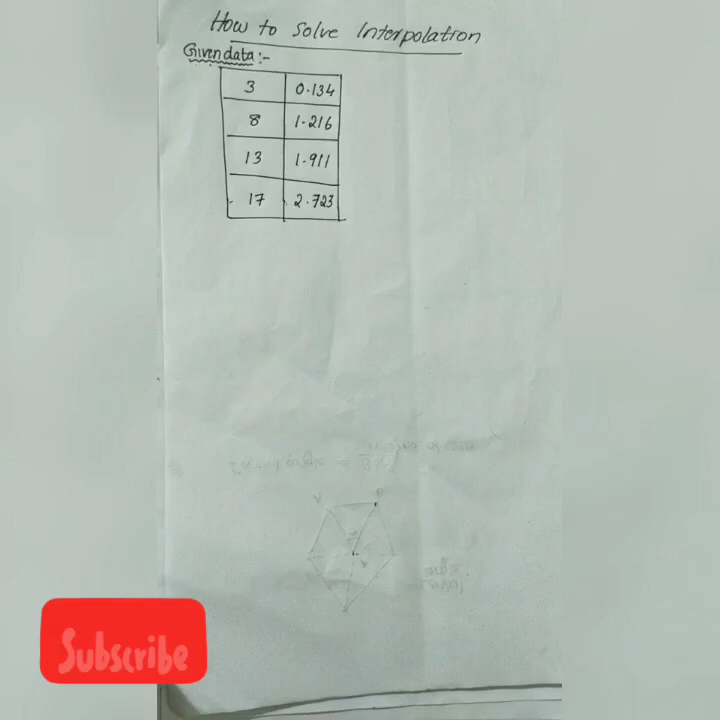 How to Solve Interpolation
Given data :-
3 0.134
8 1.216
13 1.911
17 2.723
Subscribe